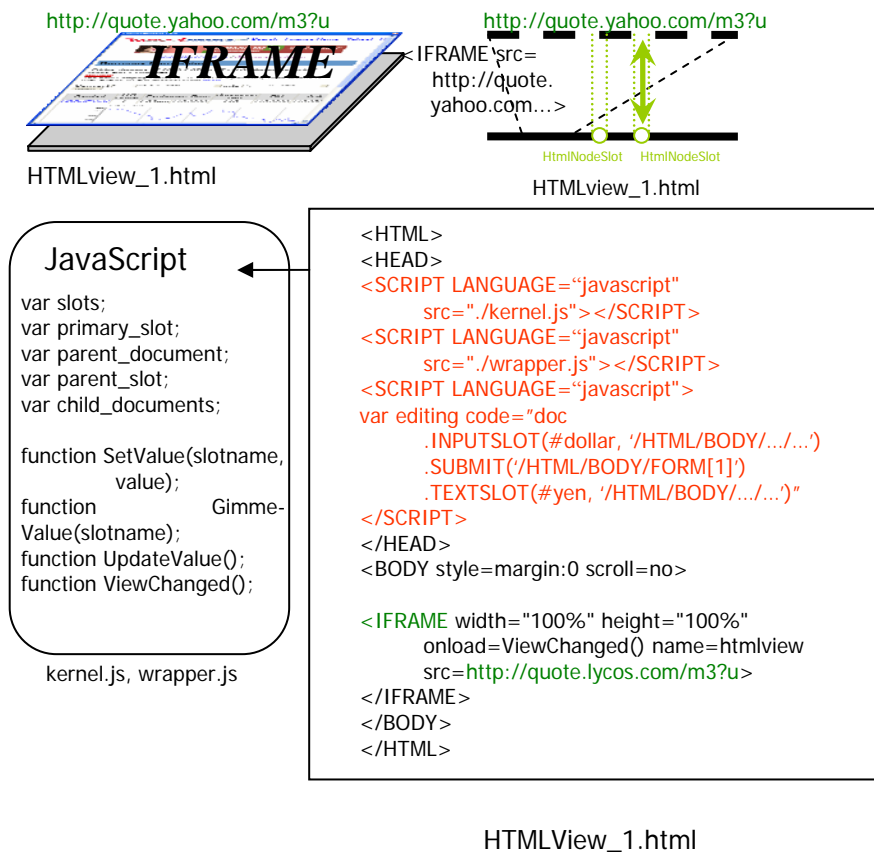 http://quote.yahoo.com/m3?u
IFRAME
HTMLview_1.html
http://quote.yahoo.com/m3?u
<IFRAME src=
http://quote.
yahoo.com...>
HtmlNodeSlot HtmlNodeSlot
HTMLview_1.html
JavaScript
var slots;
var primary_slot;
var parent_document;
var parent_slot;
var child_documents;
function SetValue(slotname,
value);
function Gimme-
Value(slotname);
function UpdateValue();
function ViewChanged();
kernel.js, wrapper.js
<HTML>
<HEAD>
<SCRIPT LANGUAGE=“javascript"
src="./kernel.js"></SCRIPT>
<SCRIPT LANGUAGE=“javascript"
src="./wrapper.js"></SCRIPT>
<SCRIPT LANGUAGE=“javascript">
var editing code=”doc
.INPUTSLOT(#dollar, ‘/HTML/BODY/…/…’)
.SUBMIT(‘/HTML/BODY/FORM[1]’)
.TEXTSLOT(#yen, ‘/HTML/BODY/…/…’)”
</SCRIPT>
</HEAD>
<BODY style=margin:0 scroll=no>
<IFRAME width="100%" height="100%"
onload=ViewChanged() name=htmlview
src=http://quote.lycos.com/m3?u>
</IFRAME>
</BODY>
</HTML>
HTMLView_1.html